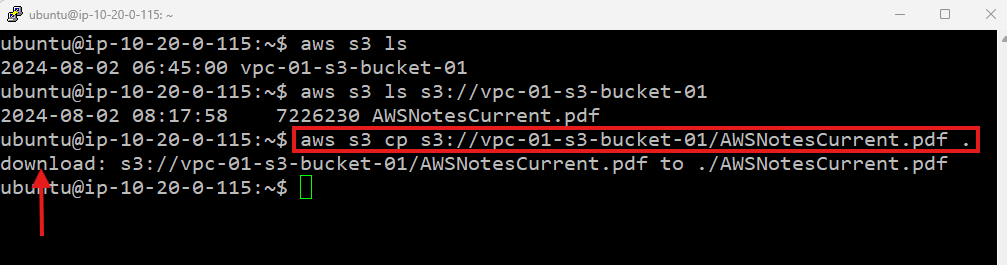 ubuntu@ip-10-20-0-115: ~
ubuntu@ip-10-20-0-115:~$ aws s3 ls
2024-08-02 06:45:00 vpc-01-s3-bucket-01
ubuntu@ip-10-20-0-115:~$ aws s3 ls s3://vpc-01-s3-bucket-01
2024-08-02 08:17:58    7226230 AWSNotesCurrent.pdf
ubuntu@ip-10-20-0-115:~$ aws s3 cp s3://vpc-01-s3-bucket-01/AWSNotesCurrent.pdf .
download: s3://vpc-01-s3-bucket-01/AWSNotesCurrent.pdf to ./AWSNotesCurrent.pdf
ubuntu@ip-10-20-0-115:~$